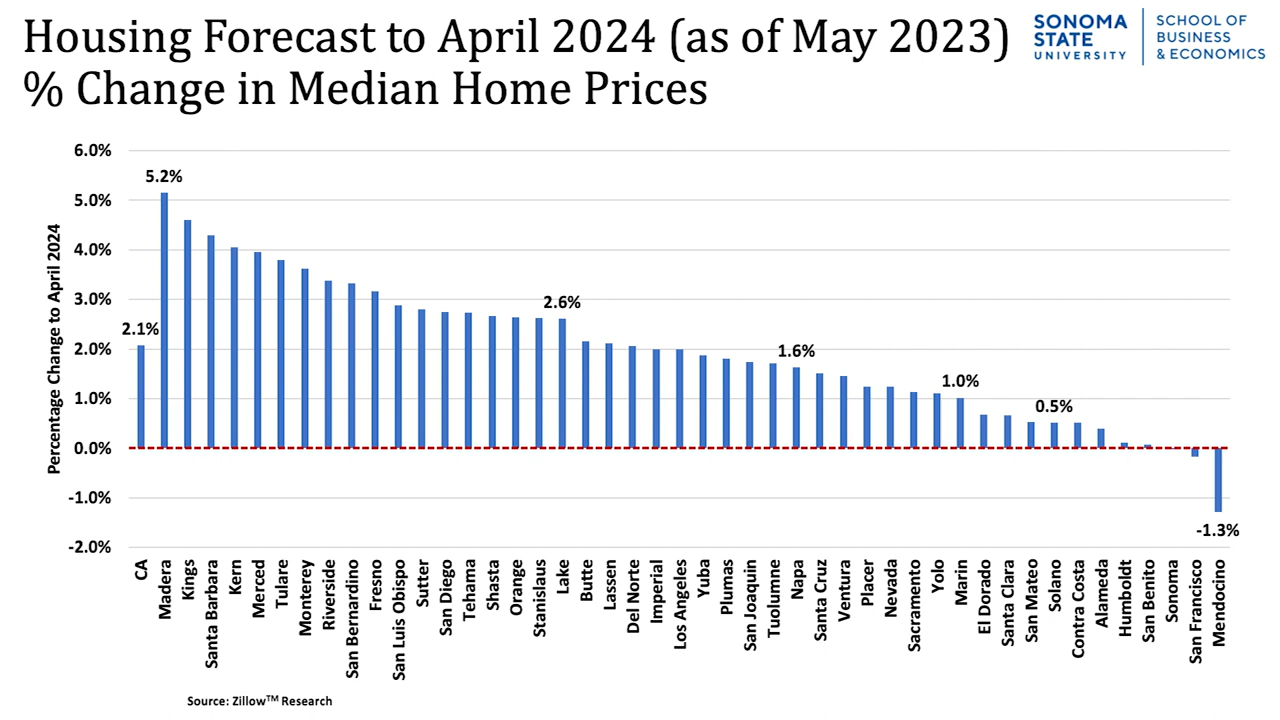 Housing Forecast to April 2024 (as of May 2023)
% Change in Median Home Prices
SONOMA
STATE
UNIVERSITY
SCHOOL OF
BUSINESS
& ECONOMICS
Percentage Change to April 2024
6.0%
5.0%
4.0%
3.0%
2.0%
1.0%
0.0%
-1.0%
-2.0%
2.1%
5.2%
2.6%
1.6%
1.0%
0.5%
-1.3%
CA
Madera
Kings
Santa Barbara
Kern
Merced
Tulare
Monterey
Riverside
San Bernardino
Fresno
San Luis Obispo
Sutter
San Diego
Tehama
Shasta
Orange
Stanislaus
Lake
Butte
Lassen
Del Norte
Imperial
Los Angeles
Yuba
Plumas
San Joaquin
Tuolumne
Napa
Santa Cruz
Ventura
Placer
Nevada
Sacramento
Yolo
Marin
El Dorado
Santa Clara
San Mateo
Solano
Contra Costa
Alameda
Humboldt
San Benito
Sonoma
San Francisco
Mendocino
Source: Zillow™ Research